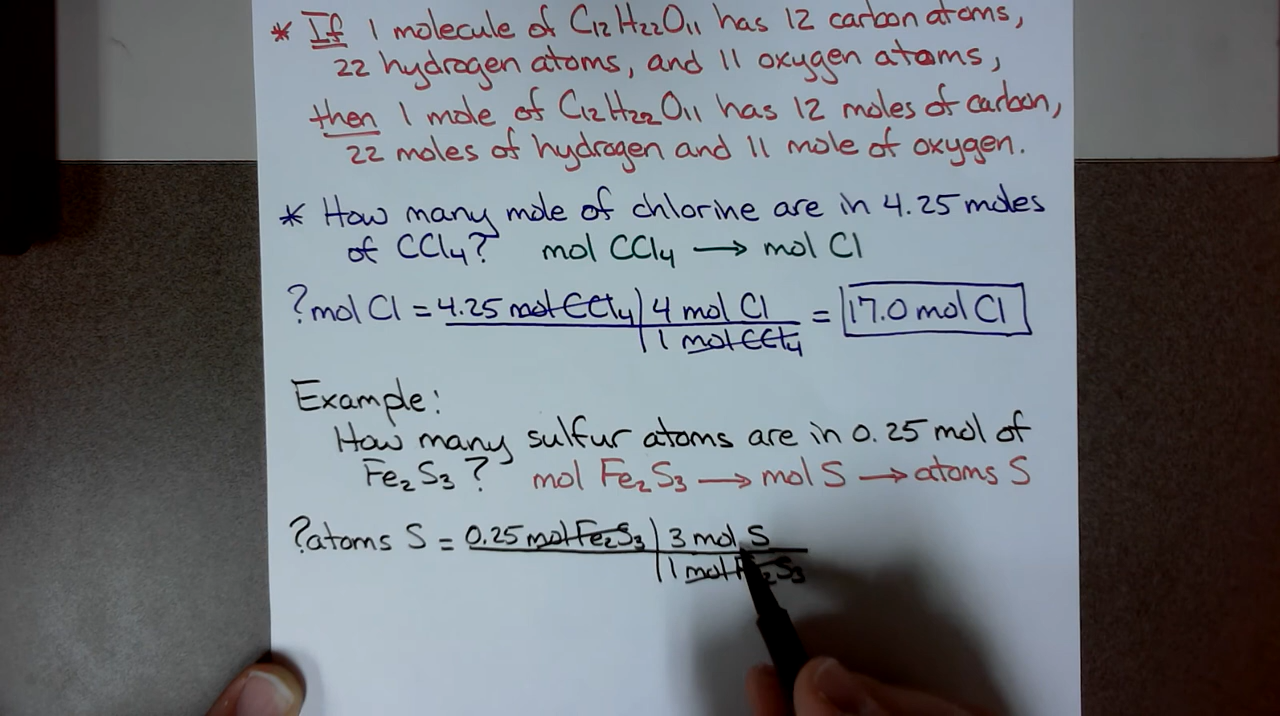 * If 1 molecule of C12H22O11 has 12 carbon atoms,
22 hydrogen atoms, and 11 oxygen atoms,
then 1 mole of C12H22O11 has 12 moles of carbon,
22 moles of hydrogen and 11 mole of oxygen.
* How many mole of chlorine are in 4.25 moles
of CCl4? mol CCl4 → mol Cl
? mol Cl = 4.25 mol CCl4 | 4 mol Cl = 17.0 mol Cl
| 1 mol CCl4
Example:
How many sulfur atoms are in 0.25 mol of
Fe2S3? mol Fe2S3 → mol S → atoms S
? atoms S = 0.25 mol Fe2S3 | 3 mol S
| 1 mol Fe2S3